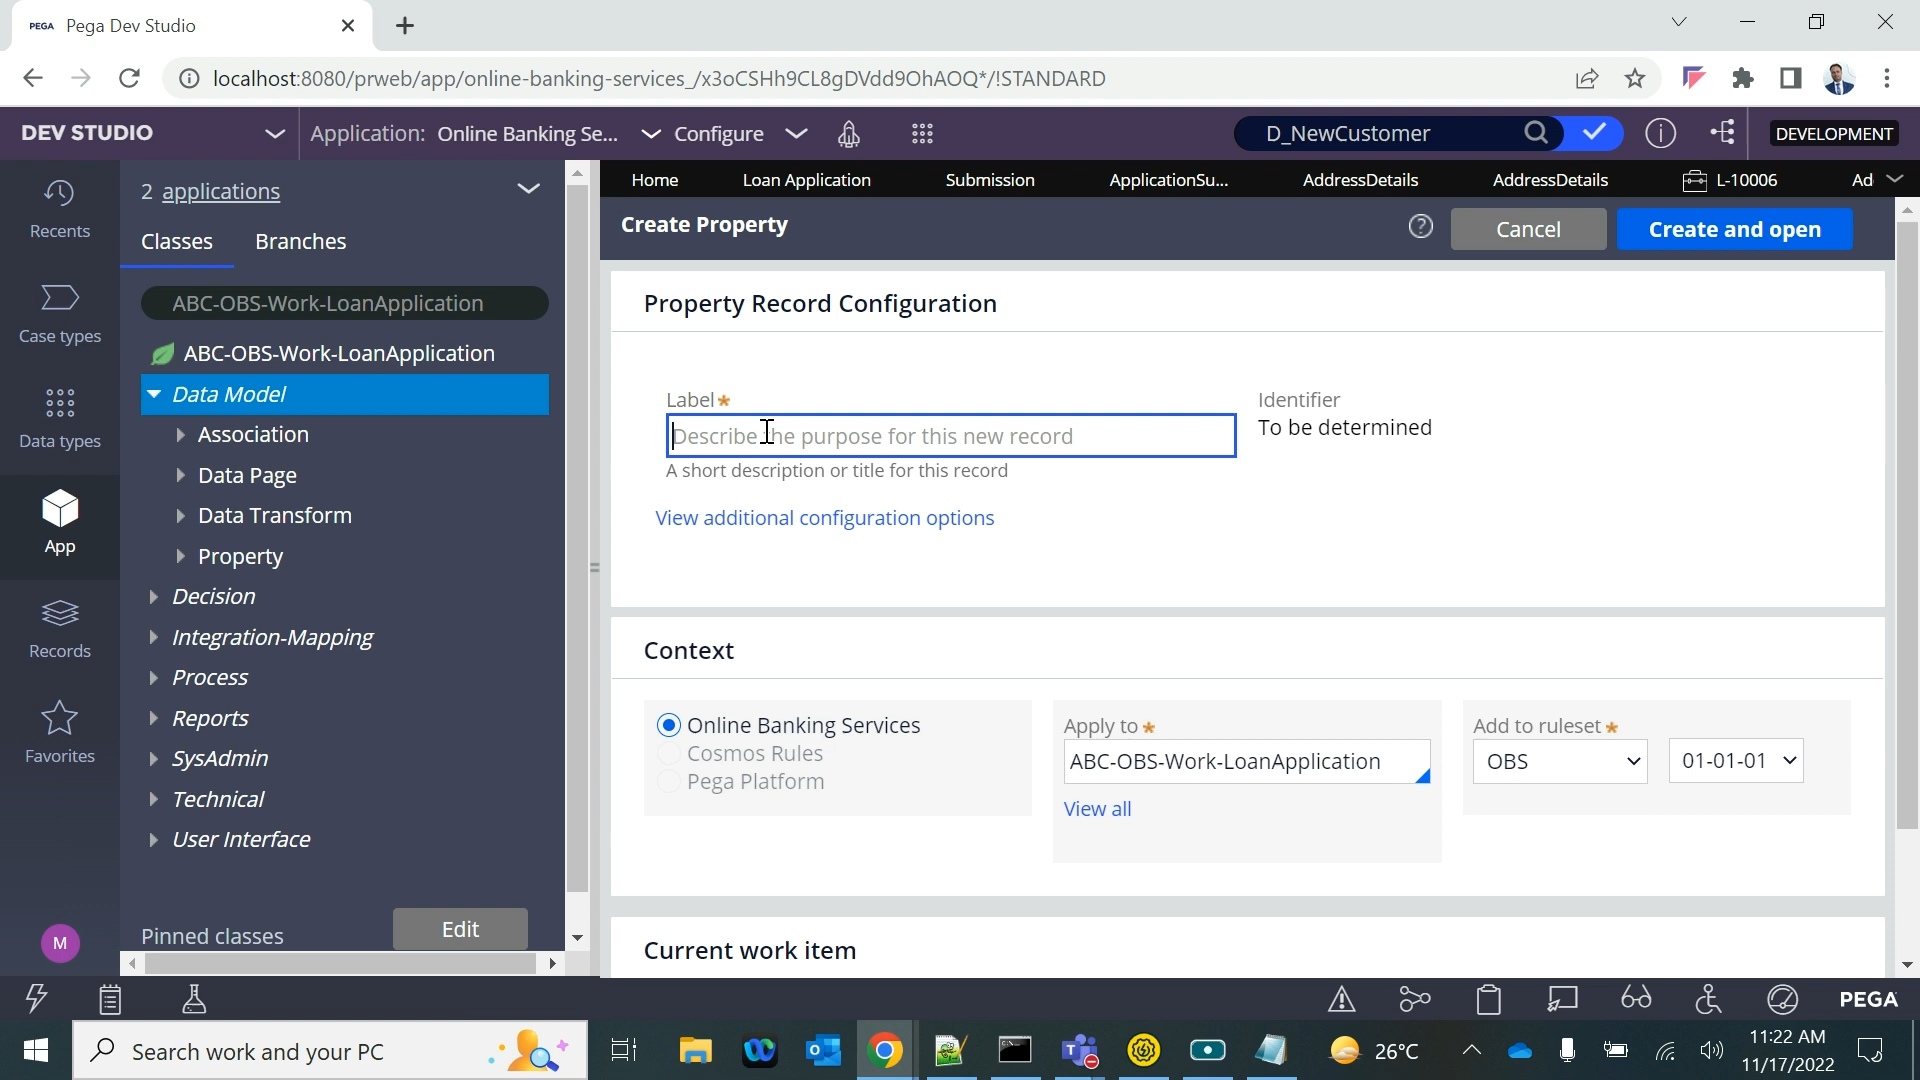 PEGA Pega Dev Studio
localhost:8080/prweb/app/online-banking-services_/x3oCSHh9CL8gDVdd9OhAOQ*/!STANDARD
DEV STUDIO
Application: Online Banking Se...
Configure
D_NewCustomer
DEVELOPMENT
Recents
Case types
Data types
App
Records
Favorites
M
2 applications
Classes
Branches
ABC-OBS-Work-LoanApplication
ABC-OBS-Work-LoanApplication
Data Model
Association
Data Page
Data Transform
Property
Decision
Integration-Mapping
Process
Reports
SysAdmin
Technical
User Interface
Pinned classes
Edit
Home
Loan Application
Submission
ApplicationSu...
AddressDetails
AddressDetails
L-10006
Ad
Create Property
Cancel
Create and open
Property Record Configuration
Label
Describe the purpose for this new record
A short description or title for this record
Identifier
To be determined
View additional configuration options
Context
Online Banking Services
Cosmos Rules
Pega Platform
Apply to
ABC-OBS-Work-LoanApplication
View all
Add to ruleset
OBS
01-01-01
Current work item
PEGA
Search work and your PC
26°C
11:22 AM
11/17/2022